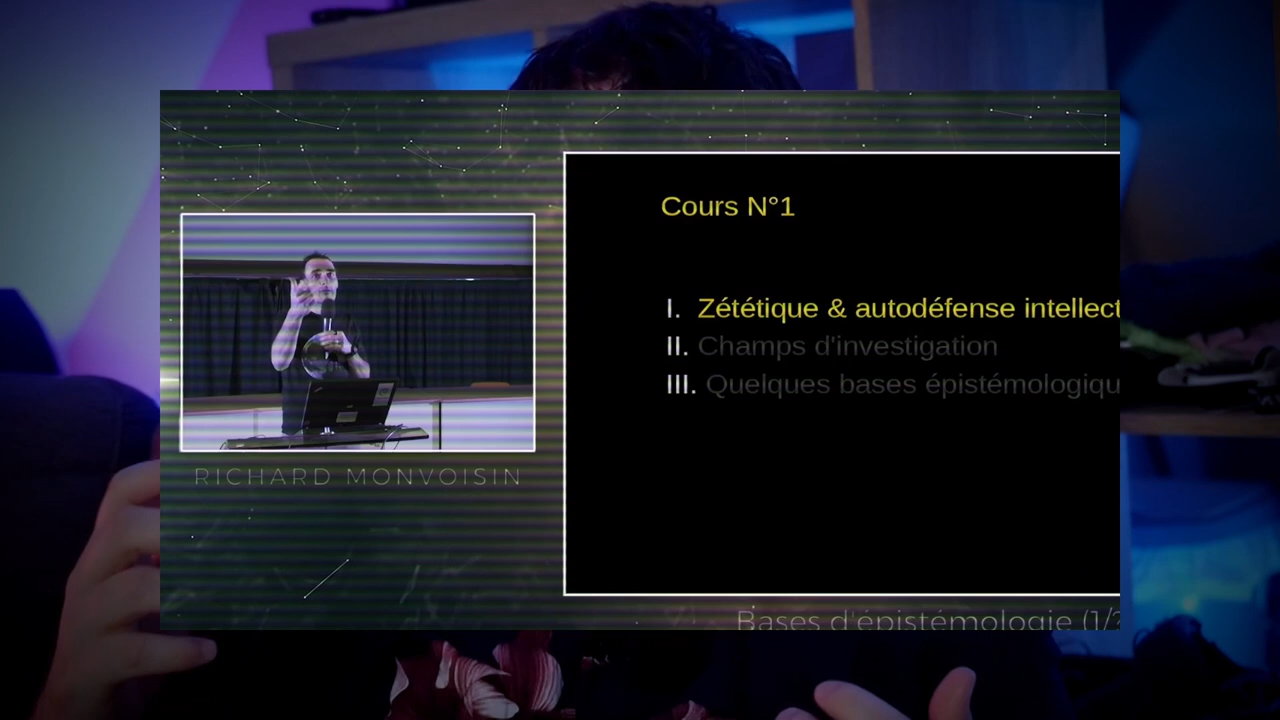 Cours N°1
I. Zététique & autodéfense intellect
II. Champs d'investigation
III. Quelques bases épistémologiqu
RICHARD MONVOISIN
Bases d'épistémologie (1/